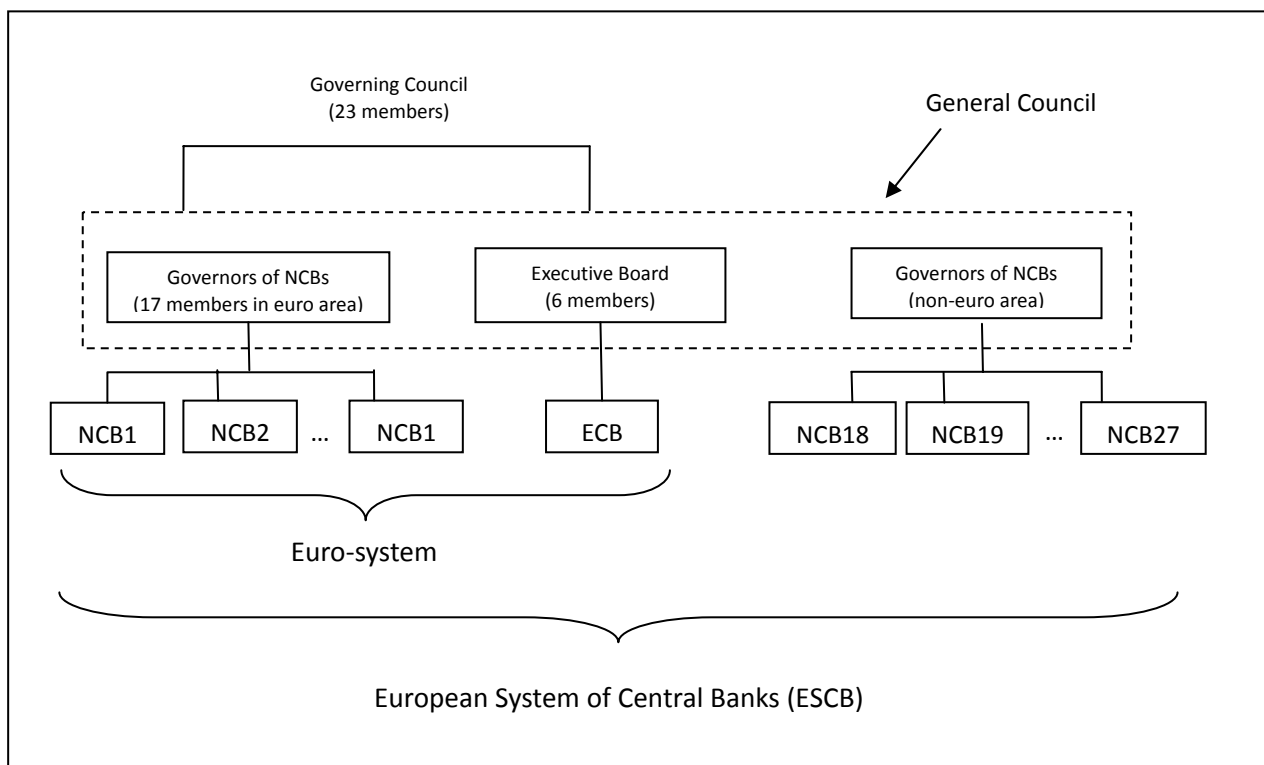 Governing Council
(23 members)
General Council
Governors of NCBs
(17 members in euro area)
Executive Board
(6 members)
Governors of NCBs
(non-euro area)
NCB1
NCB2
...
NCB1
ECB
NCB18
NCB19
...
NCB27
Euro-system
European System of Central Banks (ESCB)